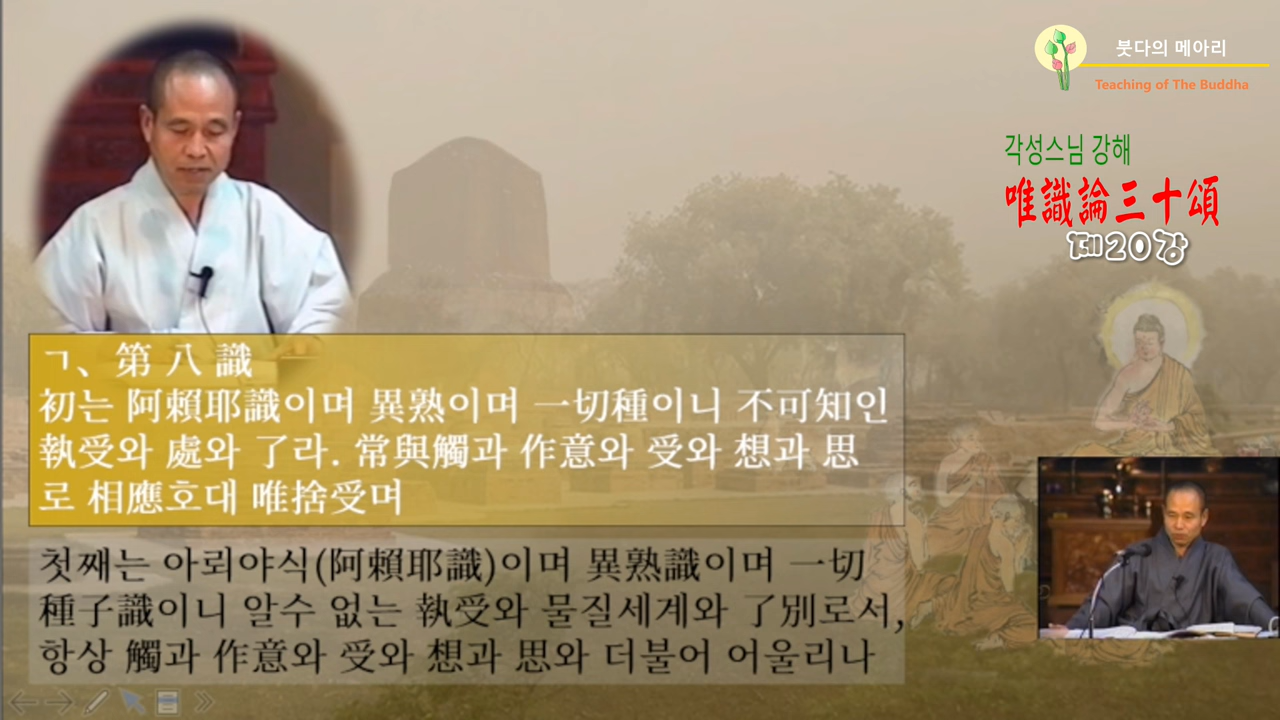 붓다의 메아리
Teaching of The Buddha
각성스님 강해
唯識論三十頌
제20강
ㄱ、第 八 識
初는 阿賴耶識이며 異熟이며 一切種이니 不可知인
執受와 處와 了라. 常與觸과 作意와 受와 想과 思
로 相應호대 唯捨受며
첫째는 아뢰야식(阿賴耶識)이며 異熟識이며 一切
種子識이니 알수 없는 執受와 물질세계와 了別로서,
항상 觸과 作意와 受와 想과 思와 더불어 어울리나